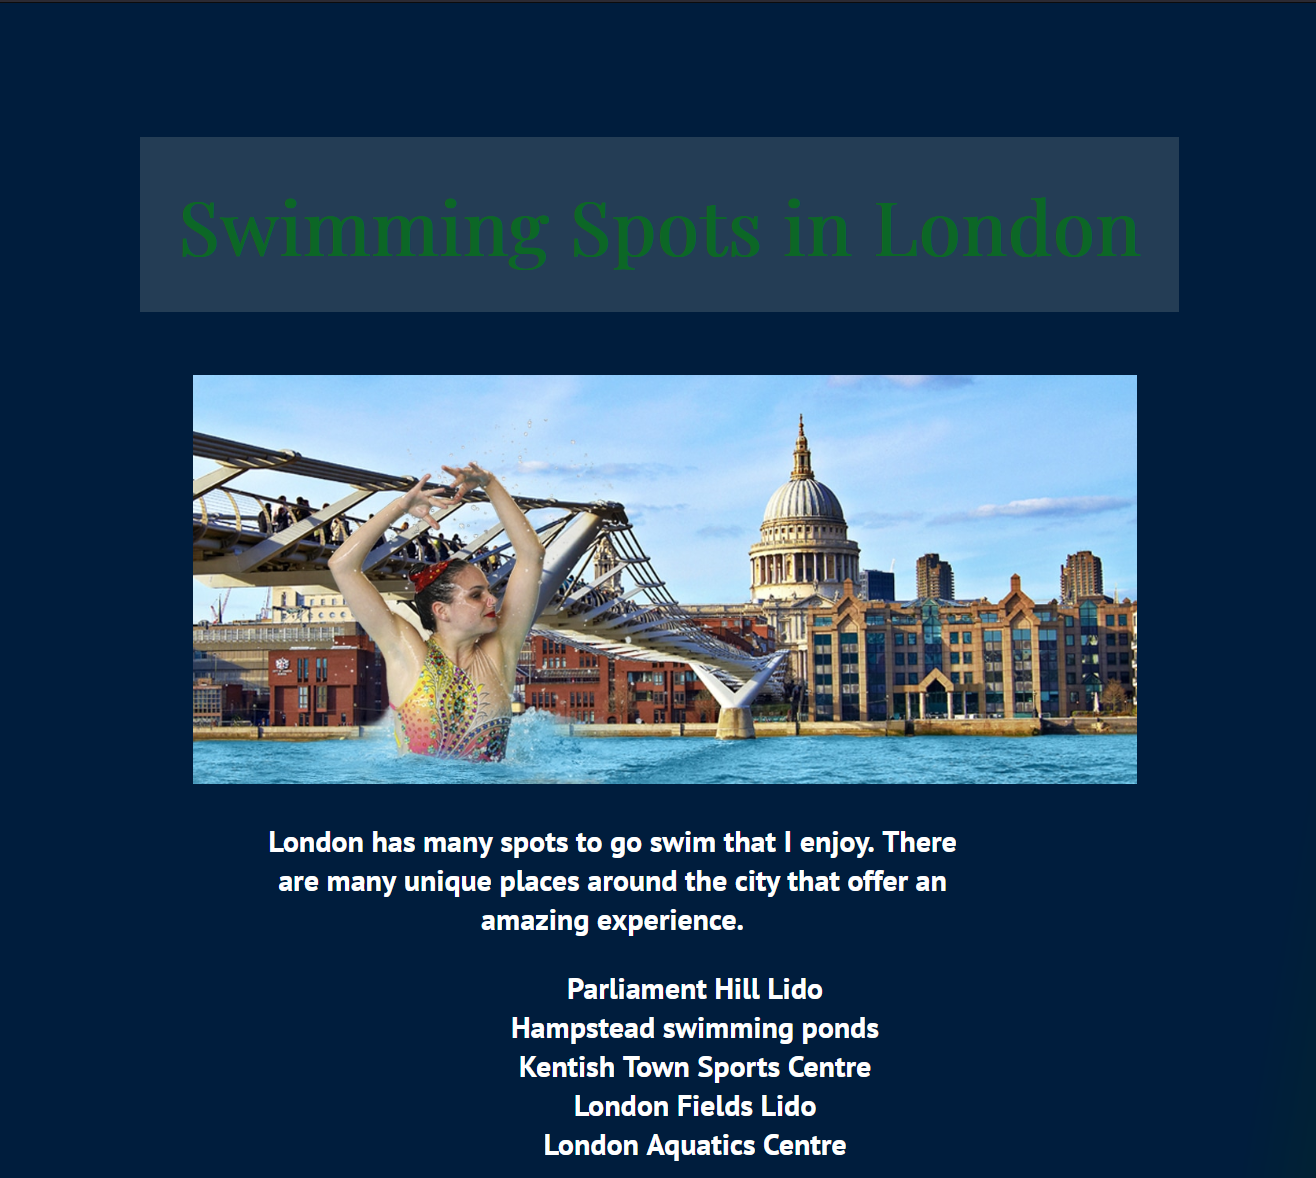 Swimming Spots in London
London has many spots to go swim that I enjoy. There
are many unique places around the city that offer an
amazing experience.
Parliament Hill Lido
Hampstead swimming ponds
Kentish Town Sports Centre
London Fields Lido
London Aquatics Centre